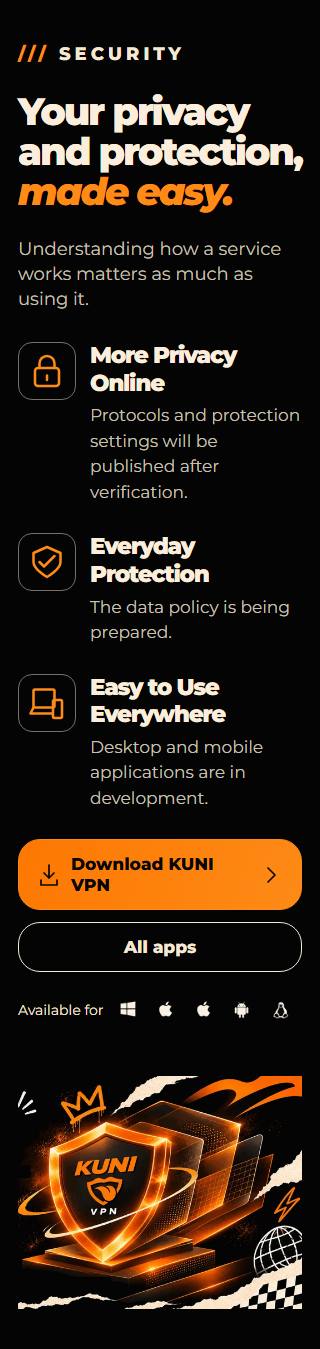 /// SECURITY
Your privacy
and protection,
made easy.
Understanding how a service
works matters as much as
using it.
More Privacy
Online
Protocols and protection
settings will be
published after
verification.
Everyday
Protection
The data policy is being
prepared.
Easy to Use
Everywhere
Desktop and mobile
applications are in
development.
Download KUNI
VPN
All apps
Available for
KUNI
VPN